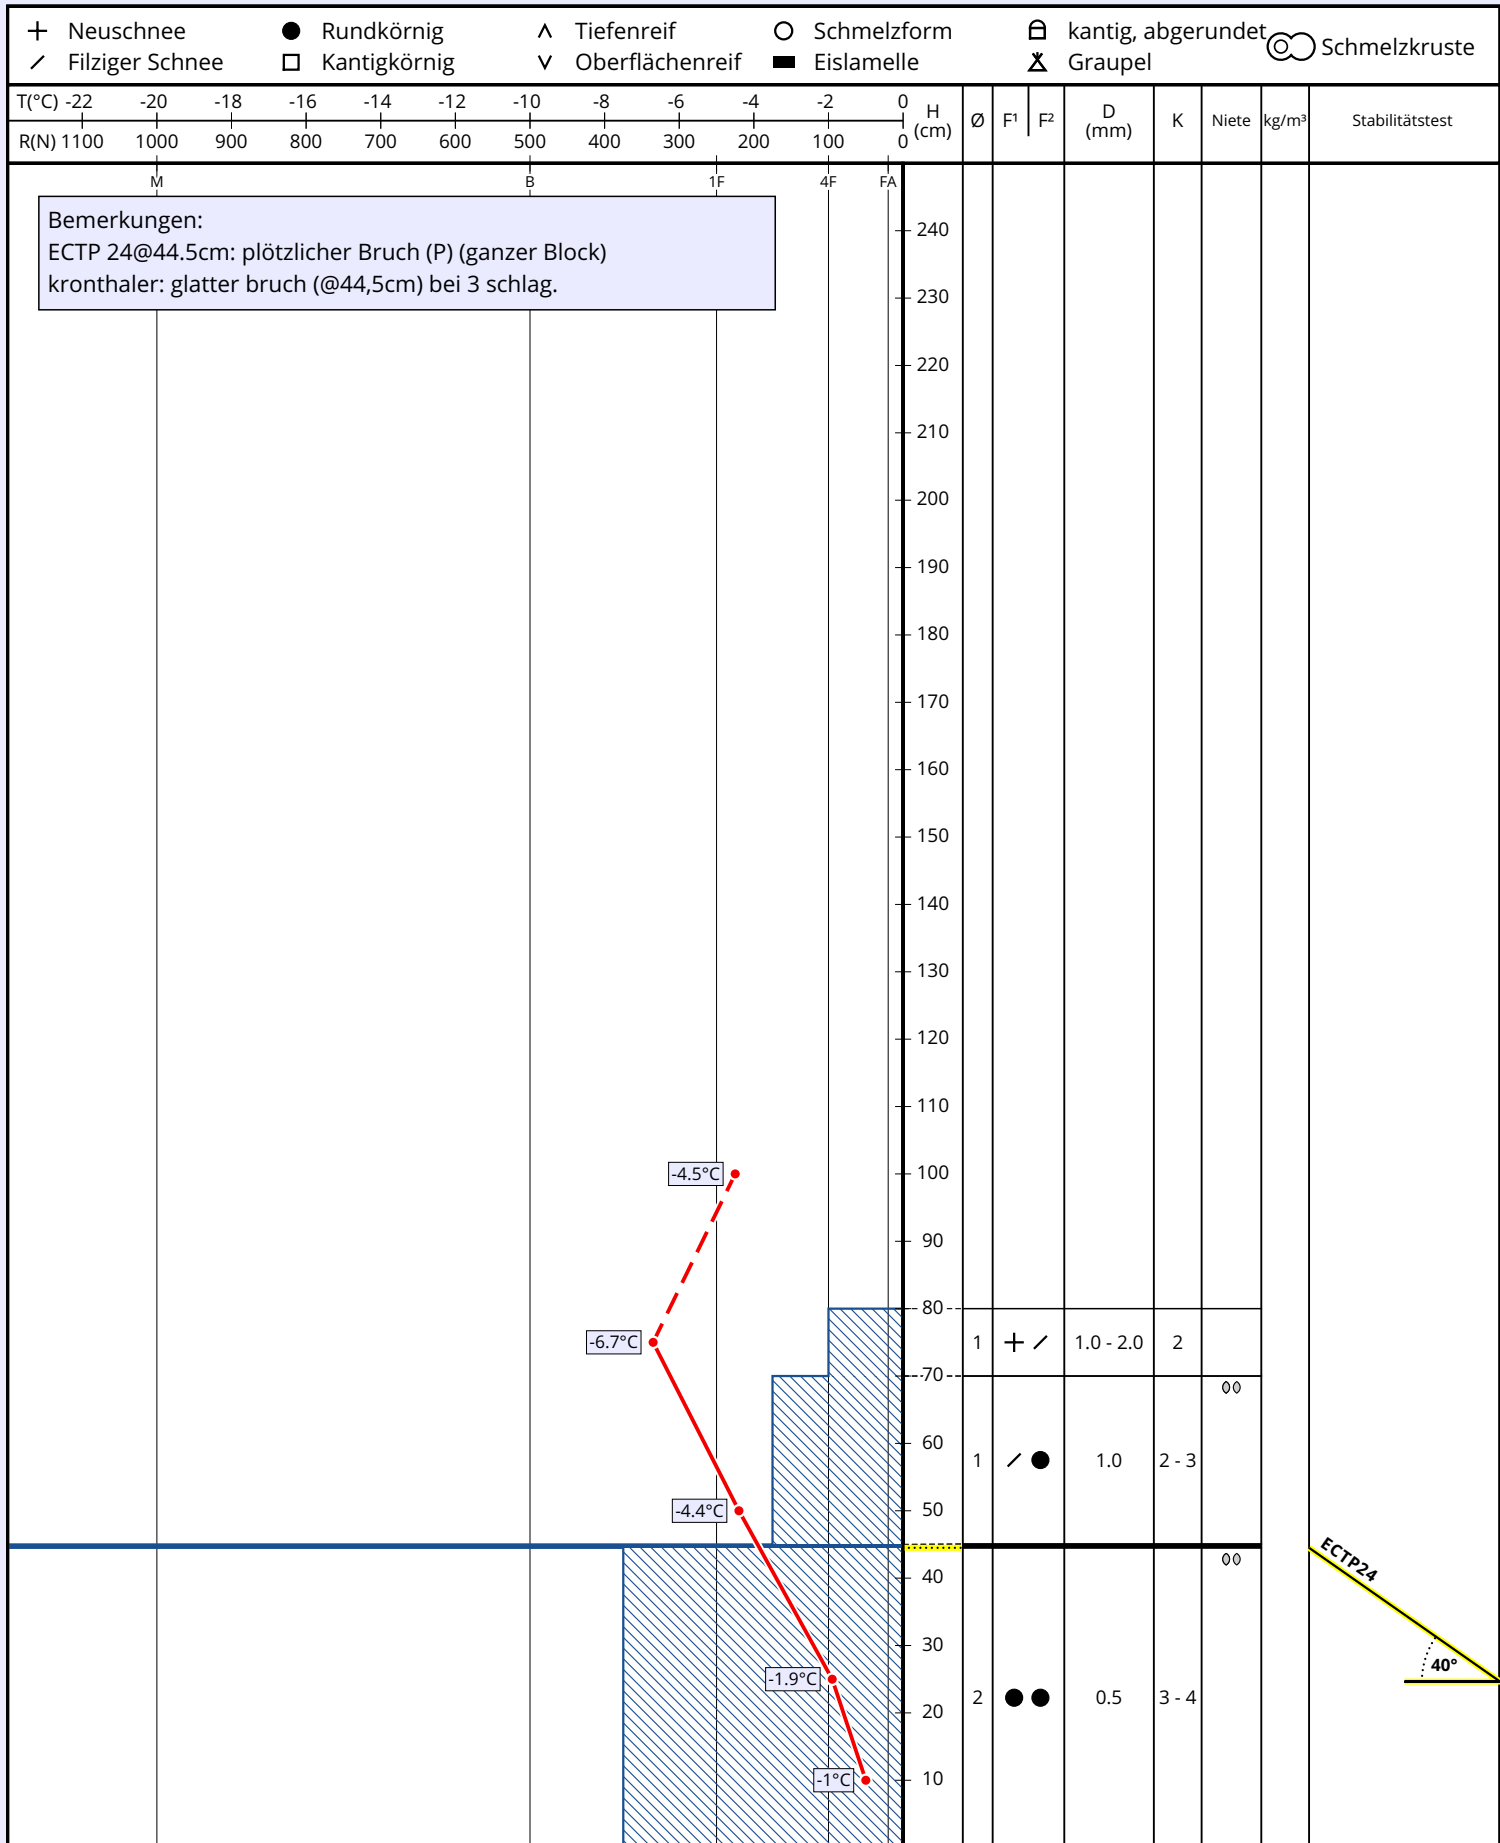 Neuschnee Rundkörnig Tiefenreif Schmelzform kantig, abgerundet Schmelzkruste
Filziger Schnee Kantigkörnig Oberflächenreif Eislamelle Graupel
T(°C) -22 -20 -18 -16 -14 -12 -10 -8 -6 -4 -2 0
R(N) 1100 1000 900 800 700 600 500 400 300 200 100 0
H (cm) Ø F¹ F² D (mm) K Niete kg/m³ Stabilitätstest
M B 1F 4F FA
Bemerkungen:
ECTP 24@44.5cm: plötzlicher Bruch (P) (ganzer Block)
kronthaler: glatter bruch (@44,5cm) bei 3 schlag.
240
230
220
210
200
190
180
170
160
150
140
130
120
110
-4.5°C 100
90
80
-6.7°C 1 1.0 - 2.0 2
70
60
1 1.0 2 - 3
-4.4°C 50
ECTP24
40
30
40°
-1.9°C
20 2 0.5 3 - 4
-1°C 10